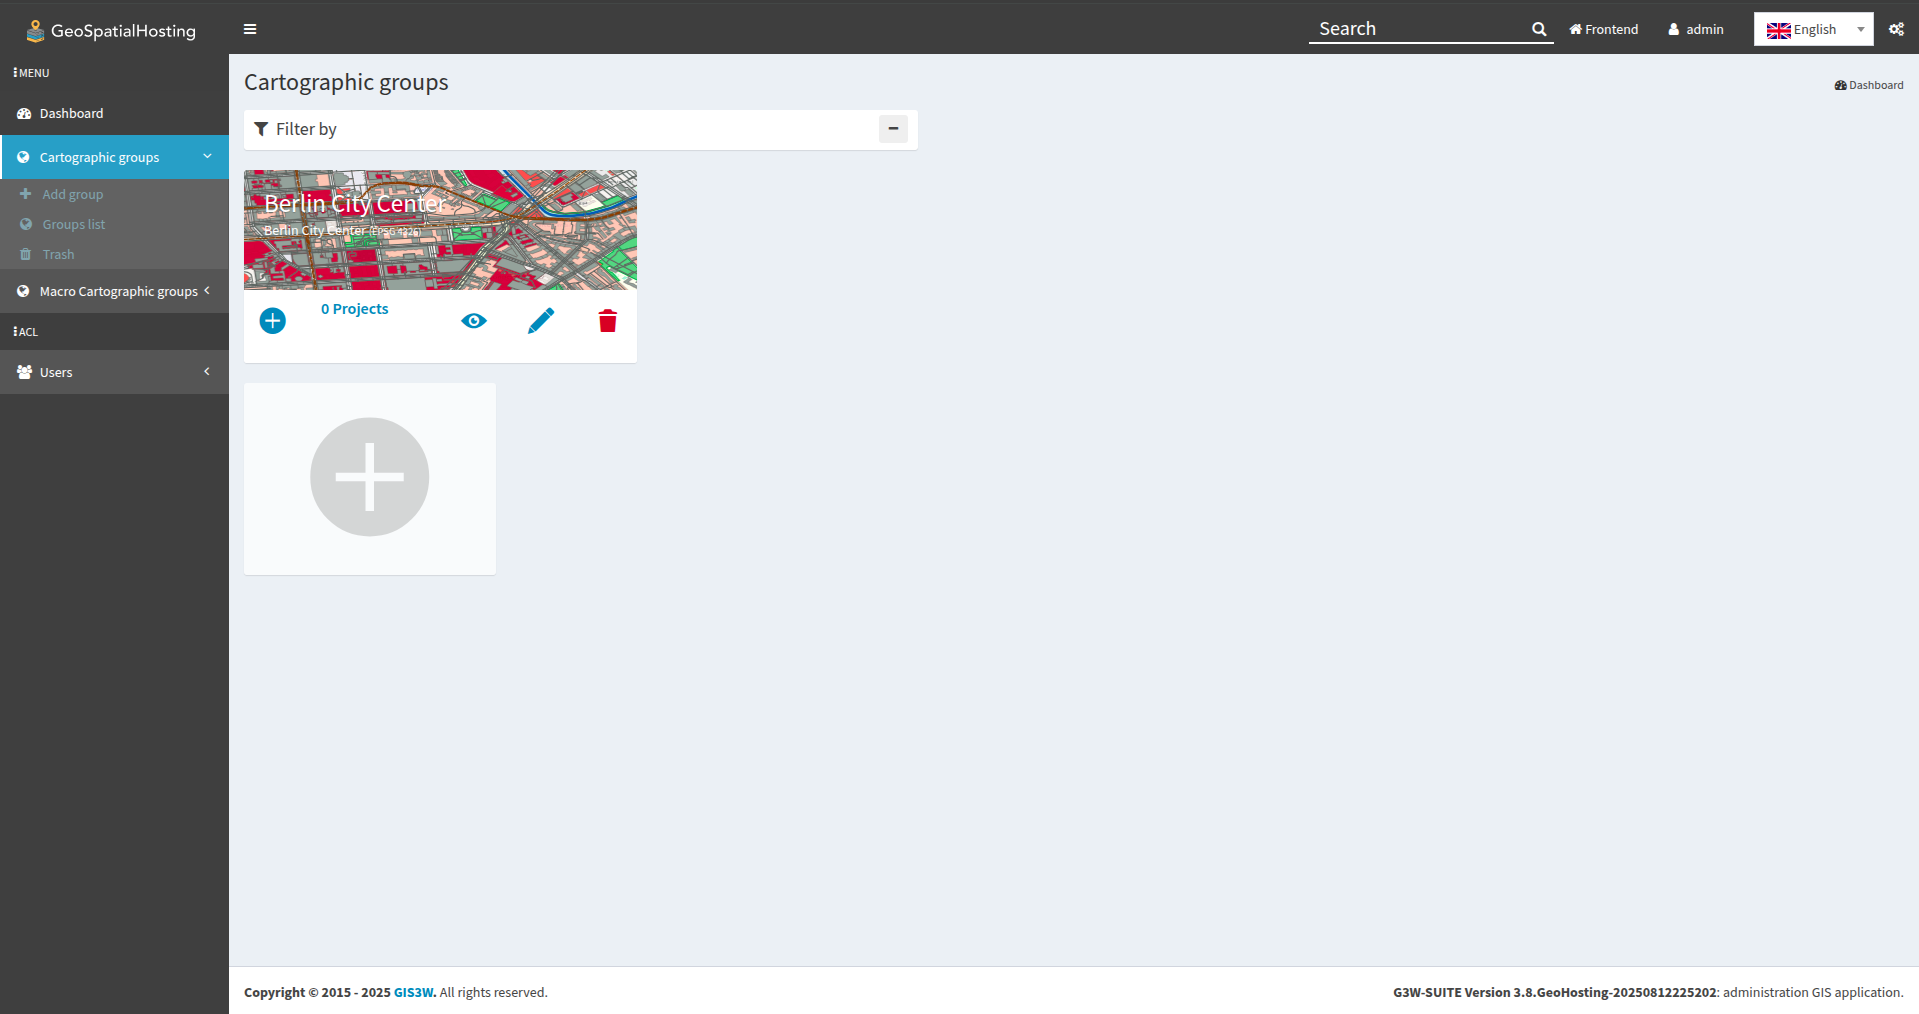 GeoSpatialHosting
Search
Frontend
admin
English
MENU
Dashboard
Cartographic groups
Add group
Groups list
Trash
Macro Cartographic groups
ACL
Users
Cartographic groups
Dashboard
Filter by
Berlin City Center
Berlin City Center (EPSG 4326)
0 Projects
Copyright © 2015 - 2025 GIS3W. All rights reserved.
G3W-SUITE Version 3.8.GeoHosting-20250812225202: administration GIS application.